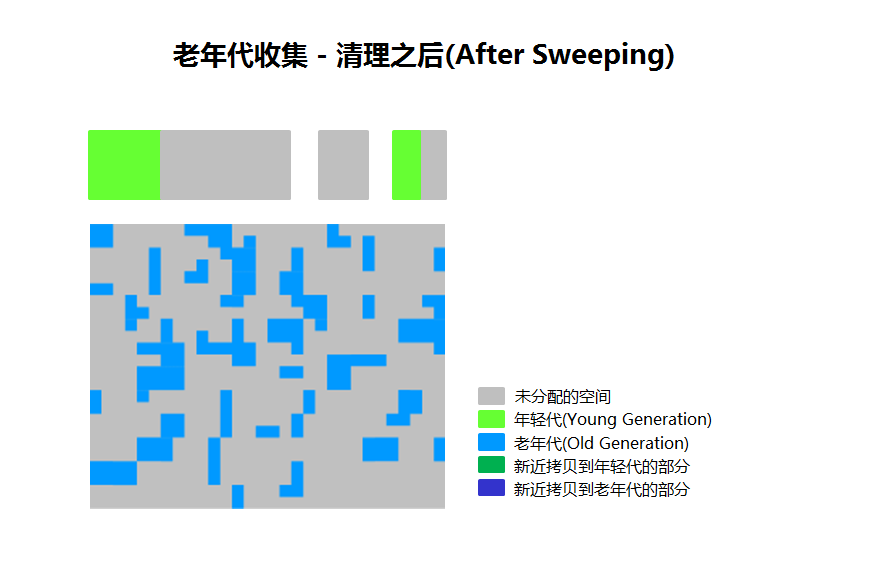 老年代收集 - 清理之后(After Sweeping)
未分配的空间
年轻代(Young Generation)
老年代(Old Generation)
新近拷贝到年轻代的部分
新近拷贝到老年代的部分